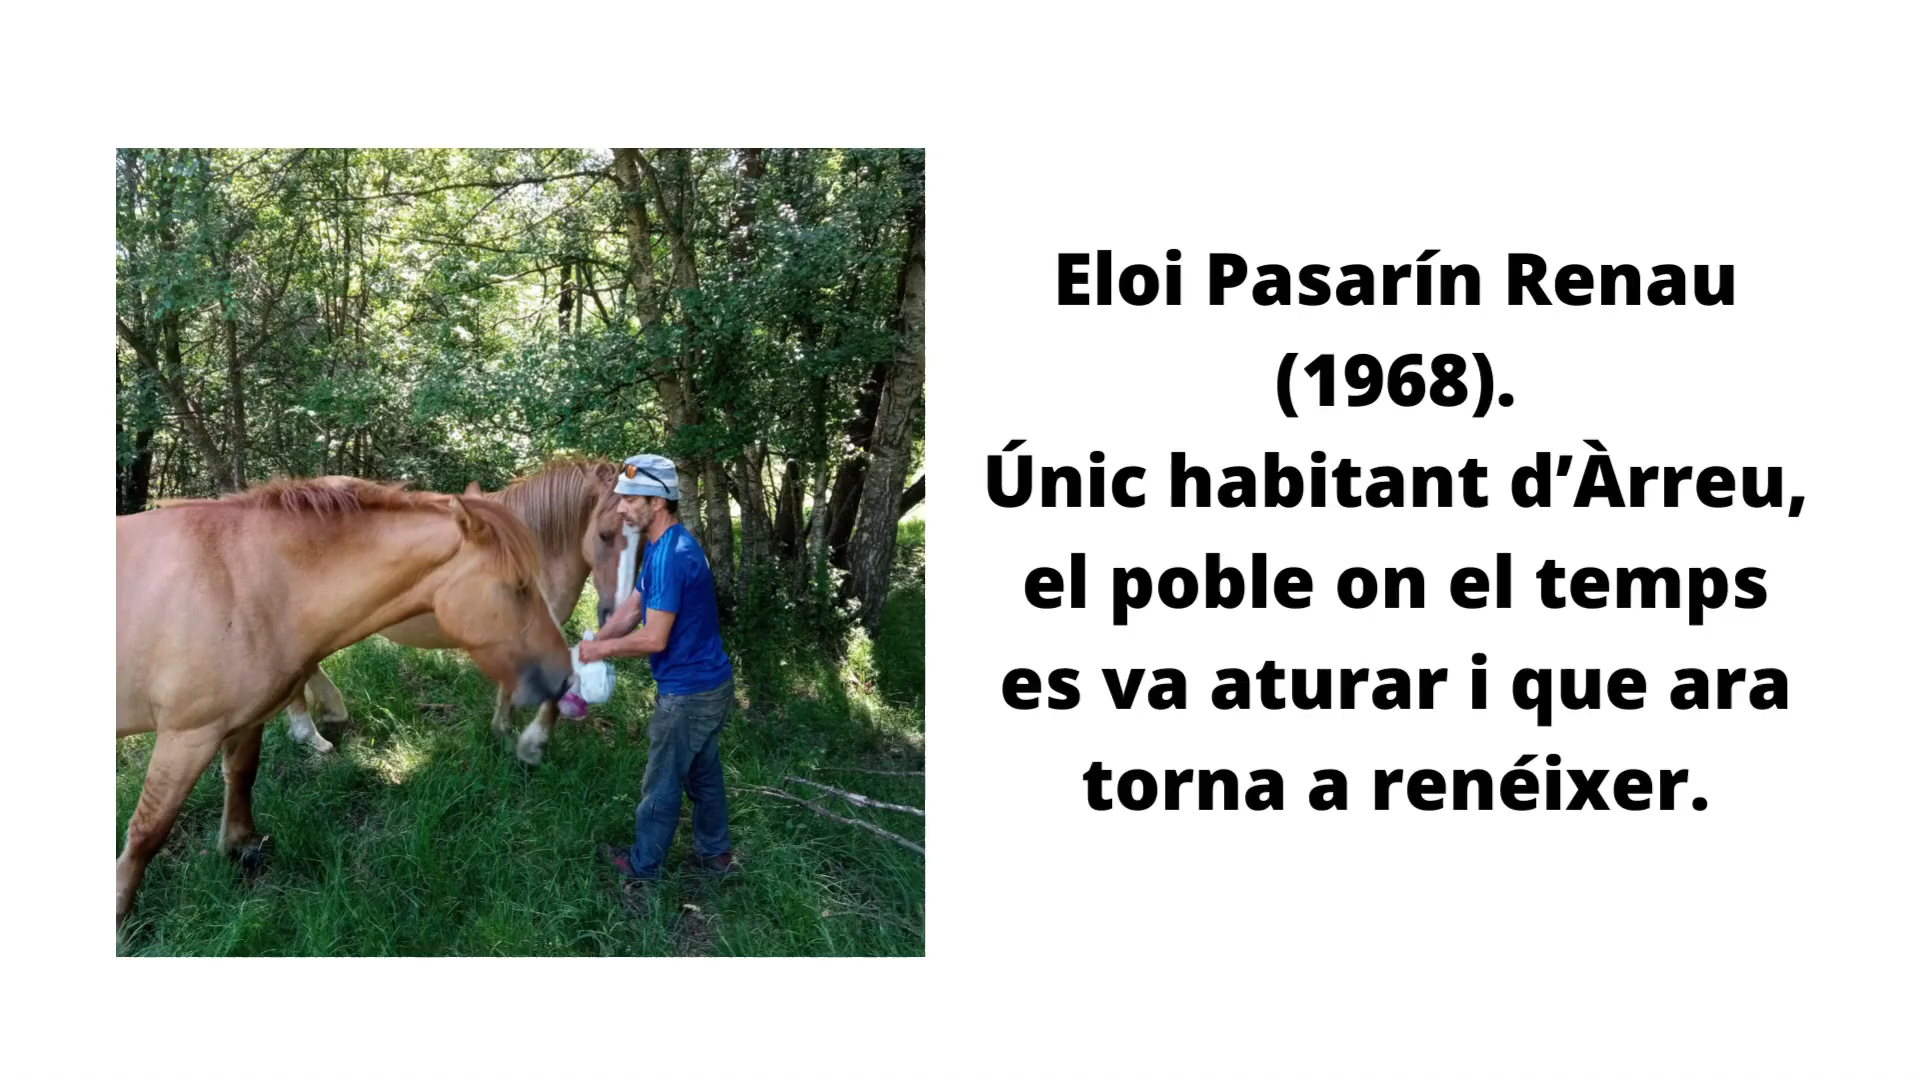 Eloi Pasarín Renau
(1968).
Únic habitant d’Àrreu,
el poble on el temps
es va aturar i que ara
torna a renéixer.